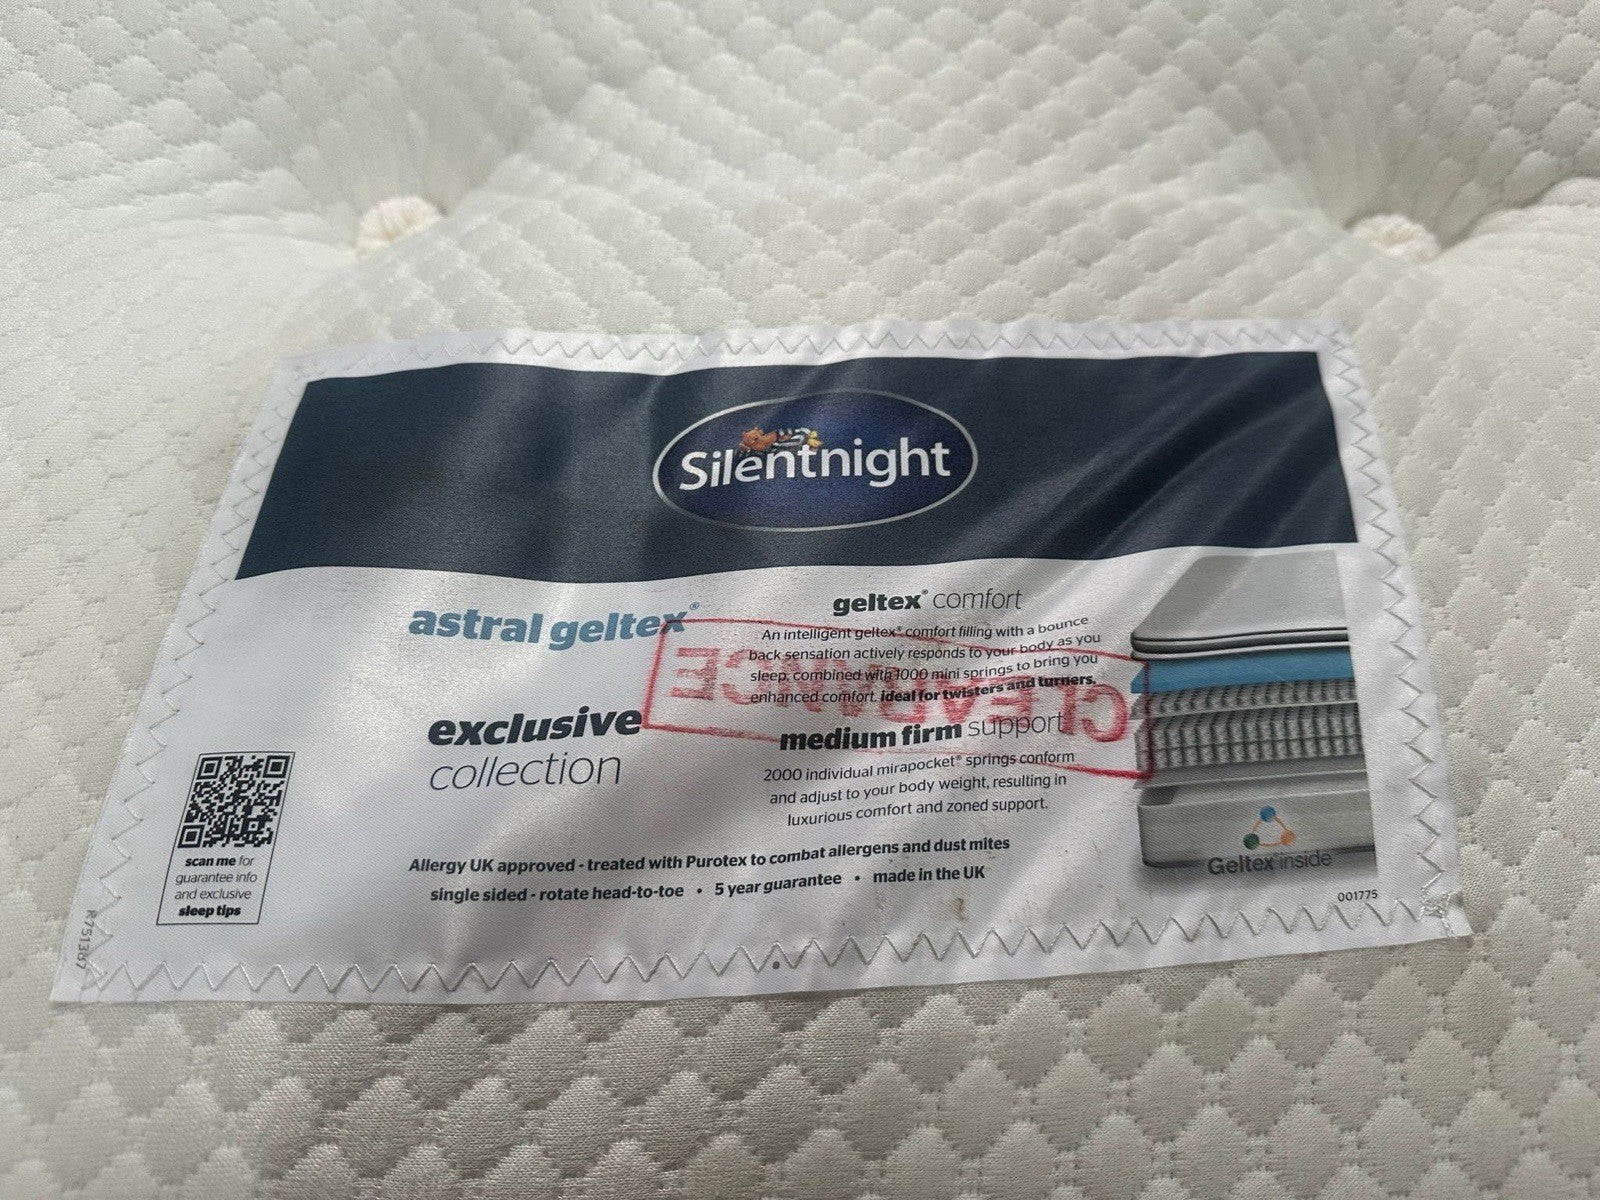 Silentnight
astral geltex®
exclusive
collection
geltex® comfort
An intelligent geltex® comfort filling with a bounce
back sensation actively responds to your body as you
sleep, combined with 1000 mini springs to bring you
enhanced comfort. ideal for twisters and turners.
CLEARANCE
medium firm support
2000 individual mirapocket® springs conform
and adjust to your body weight, resulting in
luxurious comfort and zoned support.
Geltex inside
001775
scan me for
guarantee info
and exclusive
sleep tips
R751387
Allergy UK approved - treated with Purotex to combat allergens and dust mites
single sided - rotate head-to-toe • 5 year guarantee • made in the UK